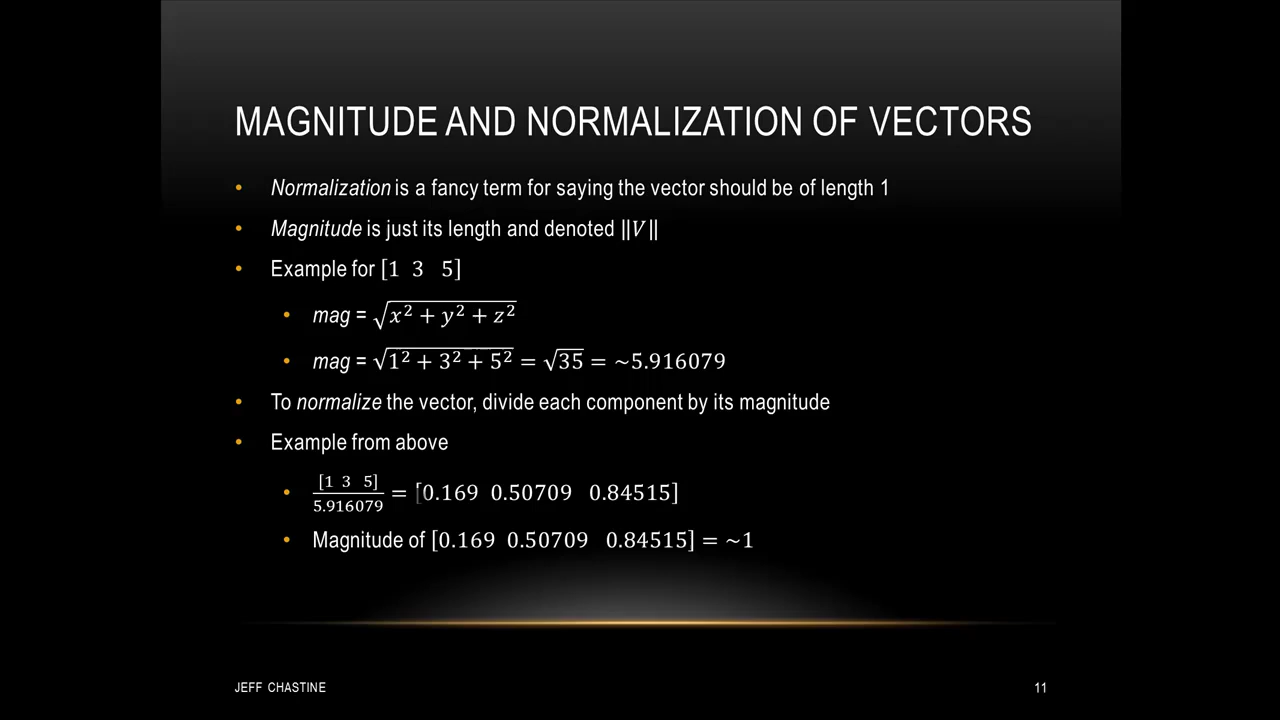 MAGNITUDE AND NORMALIZATION OF VECTORS
• Normalization is a fancy term for saying the vector should be of length 1
• Magnitude is just its length and denoted ||V||
• Example for [1 3 5]
• mag = √(x² + y² + z²)
• mag = √(1² + 3² + 5²) = √35 = ~5.916079
• To normalize the vector, divide each component by its magnitude
• Example from above
• [1 3 5]/5.916079 = [0.169 0.50709 0.84515]
• Magnitude of [0.169 0.50709 0.84515] = ~1
JEFF CHASTINE
11